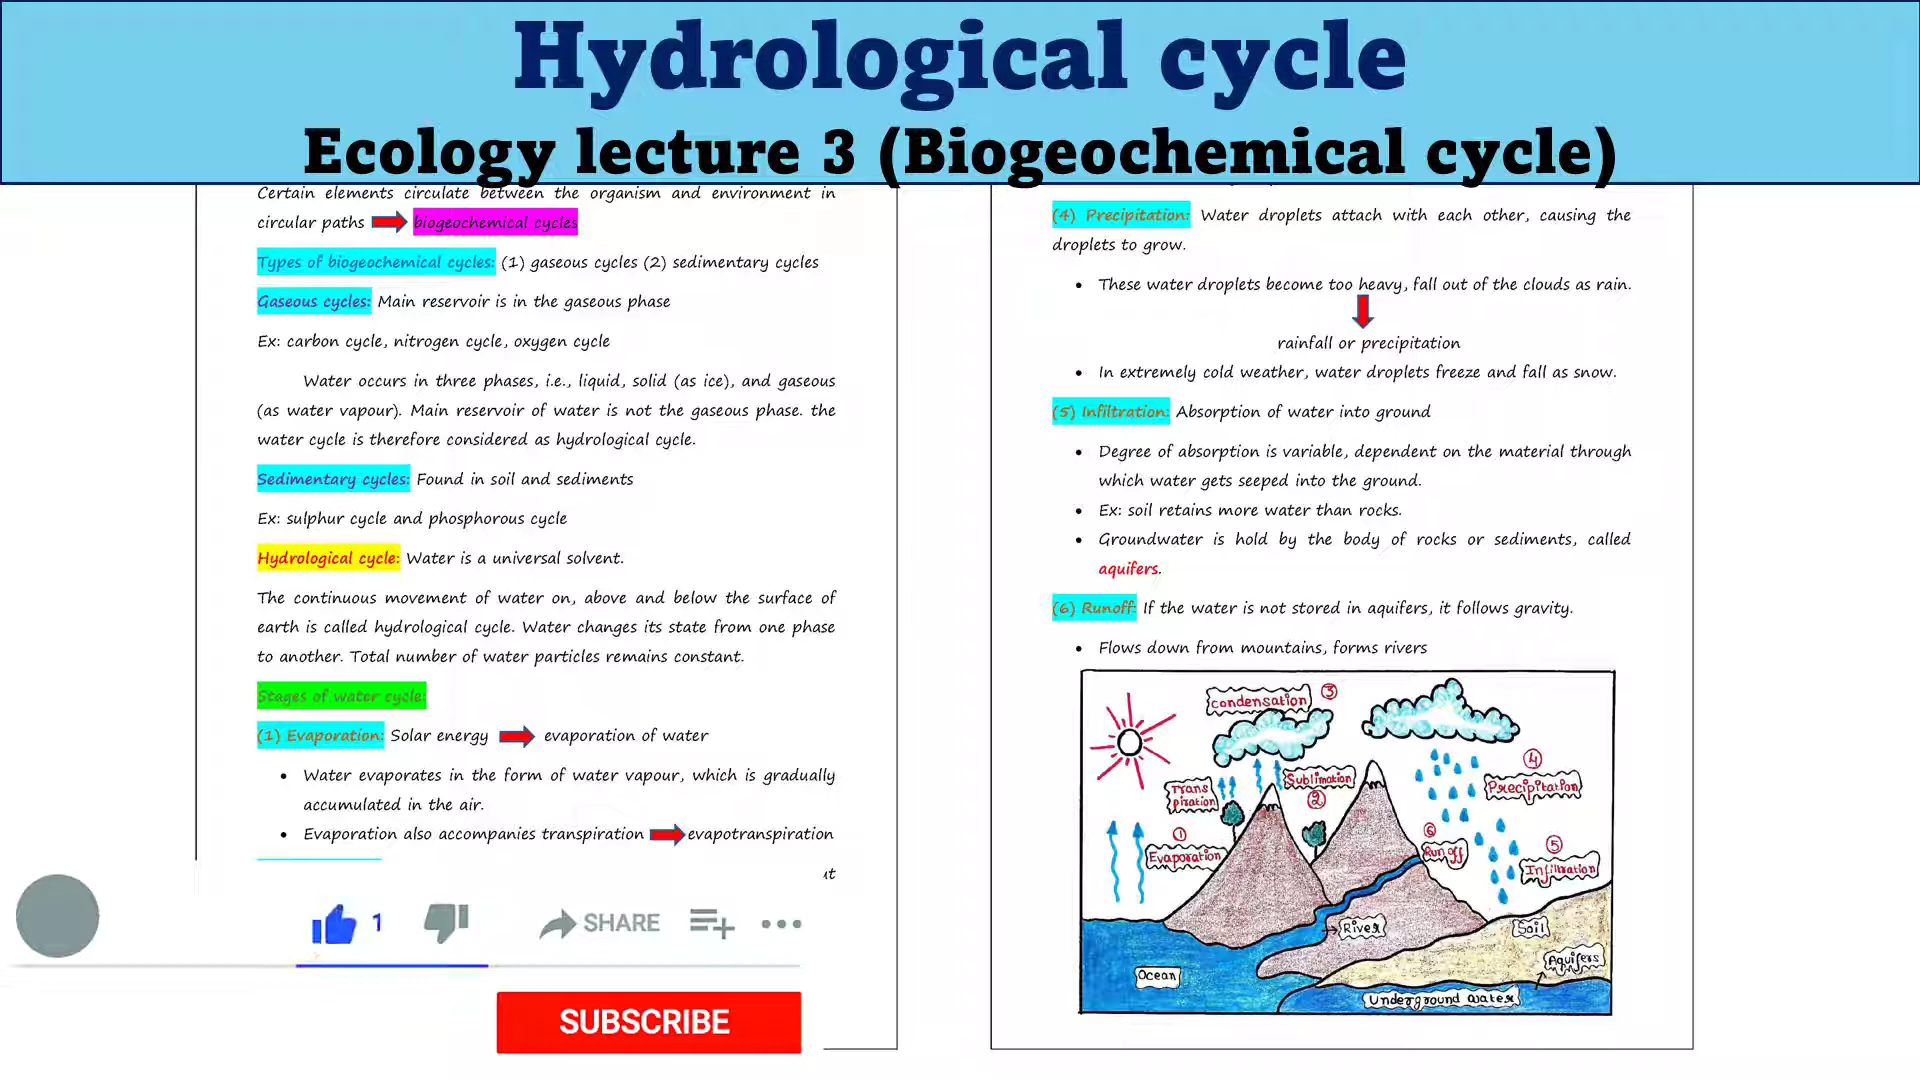 Hydrological cycle
Ecology lecture 3 (Biogeochemical cycle)
Certain elements circulate between the organism and environment in
circular paths biogeochemical cycles
Types of biogeochemical cycles: (1) gaseous cycles (2) sedimentary cycles
Gaseous cycles: Main reservoir is in the gaseous phase
Ex: carbon cycle, nitrogen cycle, oxygen cycle
Water occurs in three phases, i.e., liquid, solid (as ice), and gaseous
(as water vapour). Main reservoir of water is not the gaseous phase. the
water cycle is therefore considered as hydrological cycle.
Sedimentary cycles: Found in soil and sediments
Ex: sulphur cycle and phosphorous cycle
Hydrological cycle: Water is a universal solvent.
The continuous movement of water on, above and below the surface of
earth is called hydrological cycle. Water changes its state from one phase
to another. Total number of water particles remains constant.
Stages of water cycle:
(1) Evaporation: Solar energy evaporation of water
• Water evaporates in the form of water vapour, which is gradually
accumulated in the air.
• Evaporation also accompanies transpiration evapotranspiration
1
SHARE
SUBSCRIBE
(4) Precipitation: Water droplets attach with each other, causing the
droplets to grow.
• These water droplets become too heavy, fall out of the clouds as rain.
rainfall or precipitation
• In extremely cold weather, water droplets freeze and fall as snow.
(5) Infiltration: Absorption of water into ground
• Degree of absorption is variable, dependent on the material through
which water gets seeped into the ground.
• Ex: soil retains more water than rocks.
• Groundwater is hold by the body of rocks or sediments, called
aquifers.
(6) Runoff: If the water is not stored in aquifers, it follows gravity.
• Flows down from mountains, forms rivers
condensation 3
Trans
piration
Sublimation
2
4
Precipitation
1
Evaporation
6
Run off
5
Infiltration
River
Soil
Aquifers
Ocean
Underground water